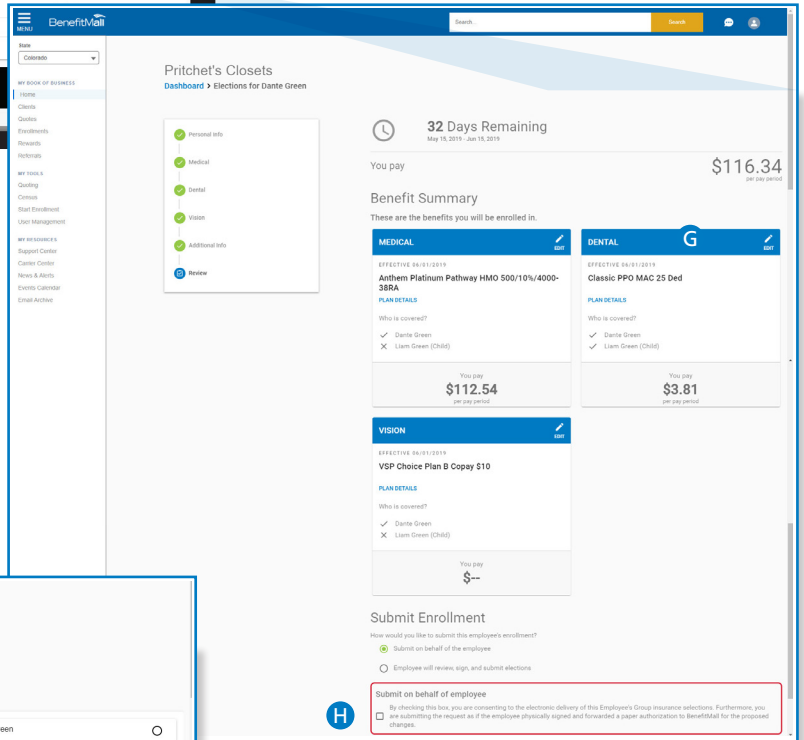 MENU
BenefitMall
Search...
Search
State
Colorado
MY BOOK OF BUSINESS
Home
Clients
Quotes
Enrollments
Rewards
Referrals
MY TOOLS
Quoting
Census
Start Enrollment
User Management
MY RESOURCES
Support Center
Carrier Center
News & Alerts
Events Calendar
Email Archive
Pritchet's Closets
Dashboard > Elections for Dante Green
Personal Info
Medical
Dental
Vision
Additional Info
Review
32 Days Remaining
May 15, 2019 - Jun 15, 2019
You pay
$116.34
per pay period
Benefit Summary
These are the benefits you will be enrolled in.
MEDICAL
EDIT
EFFECTIVE 06/01/2019
Anthem Platinum Pathway HMO 500/10%/4000-
38RA
PLAN DETAILS
Who is covered?
Dante Green
Liam Green (Child)
You pay
$112.54
per pay period
DENTAL
G
EDIT
EFFECTIVE 06/01/2019
Classic PPO MAC 25 Ded
PLAN DETAILS
Who is covered?
Dante Green
Liam Green (Child)
You pay
$3.81
per pay period
VISION
EDIT
EFFECTIVE 06/01/2019
VSP Choice Plan B Copay $10
PLAN DETAILS
Who is covered?
Dante Green
Liam Green (Child)
You pay
$--
Submit Enrollment
How would you like to submit this employee's enrollment?
Submit on behalf of the employee
Employee will review, sign, and submit elections
H
Submit on behalf of employee
By checking this box, you are consenting to the electronic delivery of this Employee's Group insurance selections. Furthermore, you
are submitting the request as if the employee physically signed and forwarded a paper authorization to BenefitMall for the proposed
changes.